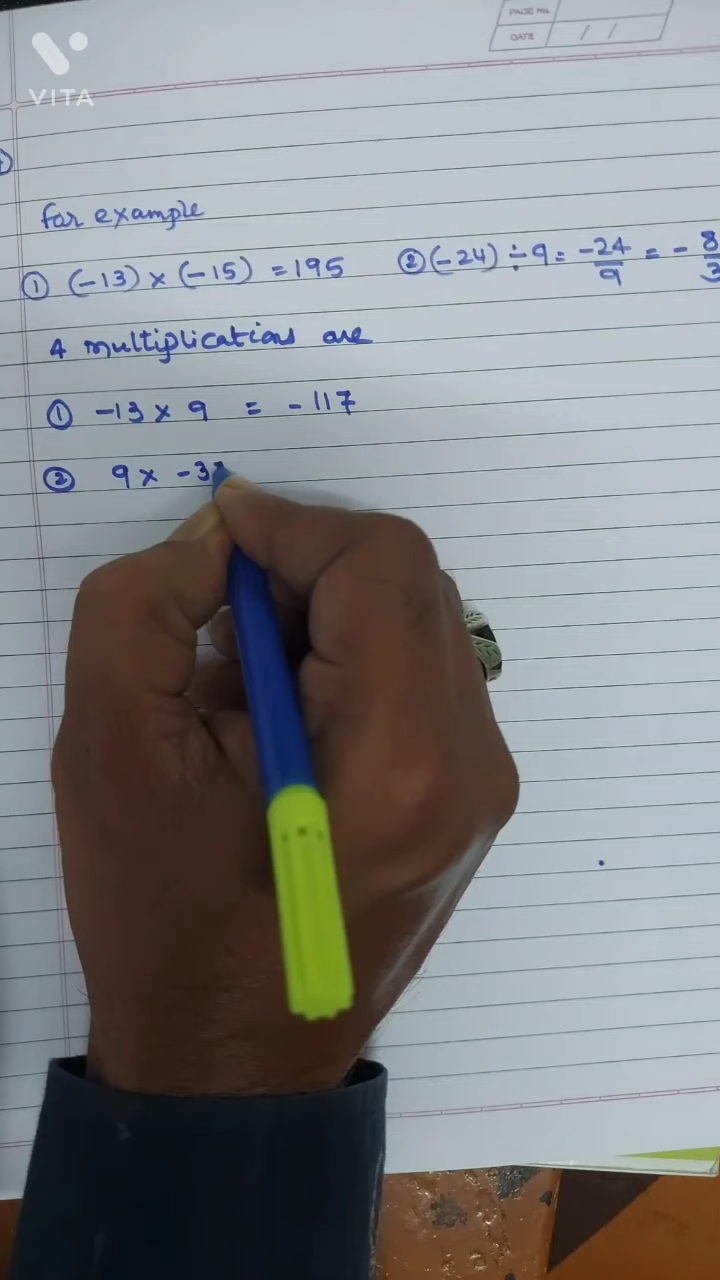 PAGE No.
DATE / /
VITA
For example
① (-13) × (-15) = 195 ② (-24) ÷ 9 = -24/9 = - 8/3
4 multiplications are
① -13 × 9 = - 117
② 9 × -3